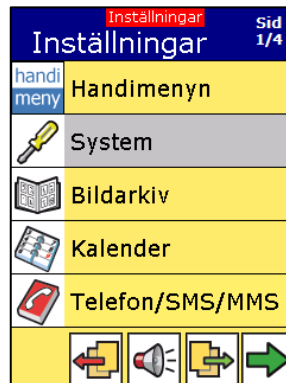 Inställningar
Inställningar
Sid
1/4
handi
meny
Handimenyn
System
Bildarkiv
Kalender
Telefon/SMS/MMS